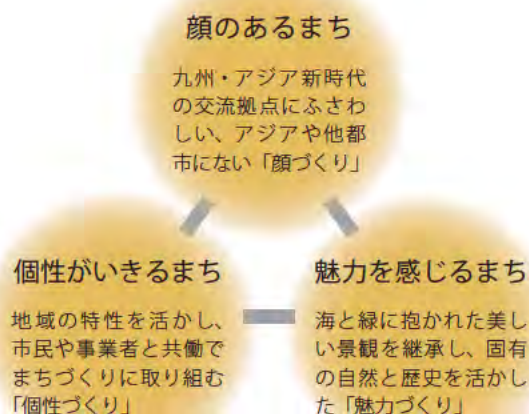 顔のあるまち
九州・アジア新時代
の交流拠点にふさわ
しい、アジアや他都
市にない「顔づくり」
個性がいきるまち
地域の特性を活かし、
市民や事業者と共働で
まちづくりに取り組む
「個性づくり」
魅力を感じるまち
海と緑に抱かれた美し
い景観を継承し、固有
の自然と歴史を活かし
た「魅力づくり」